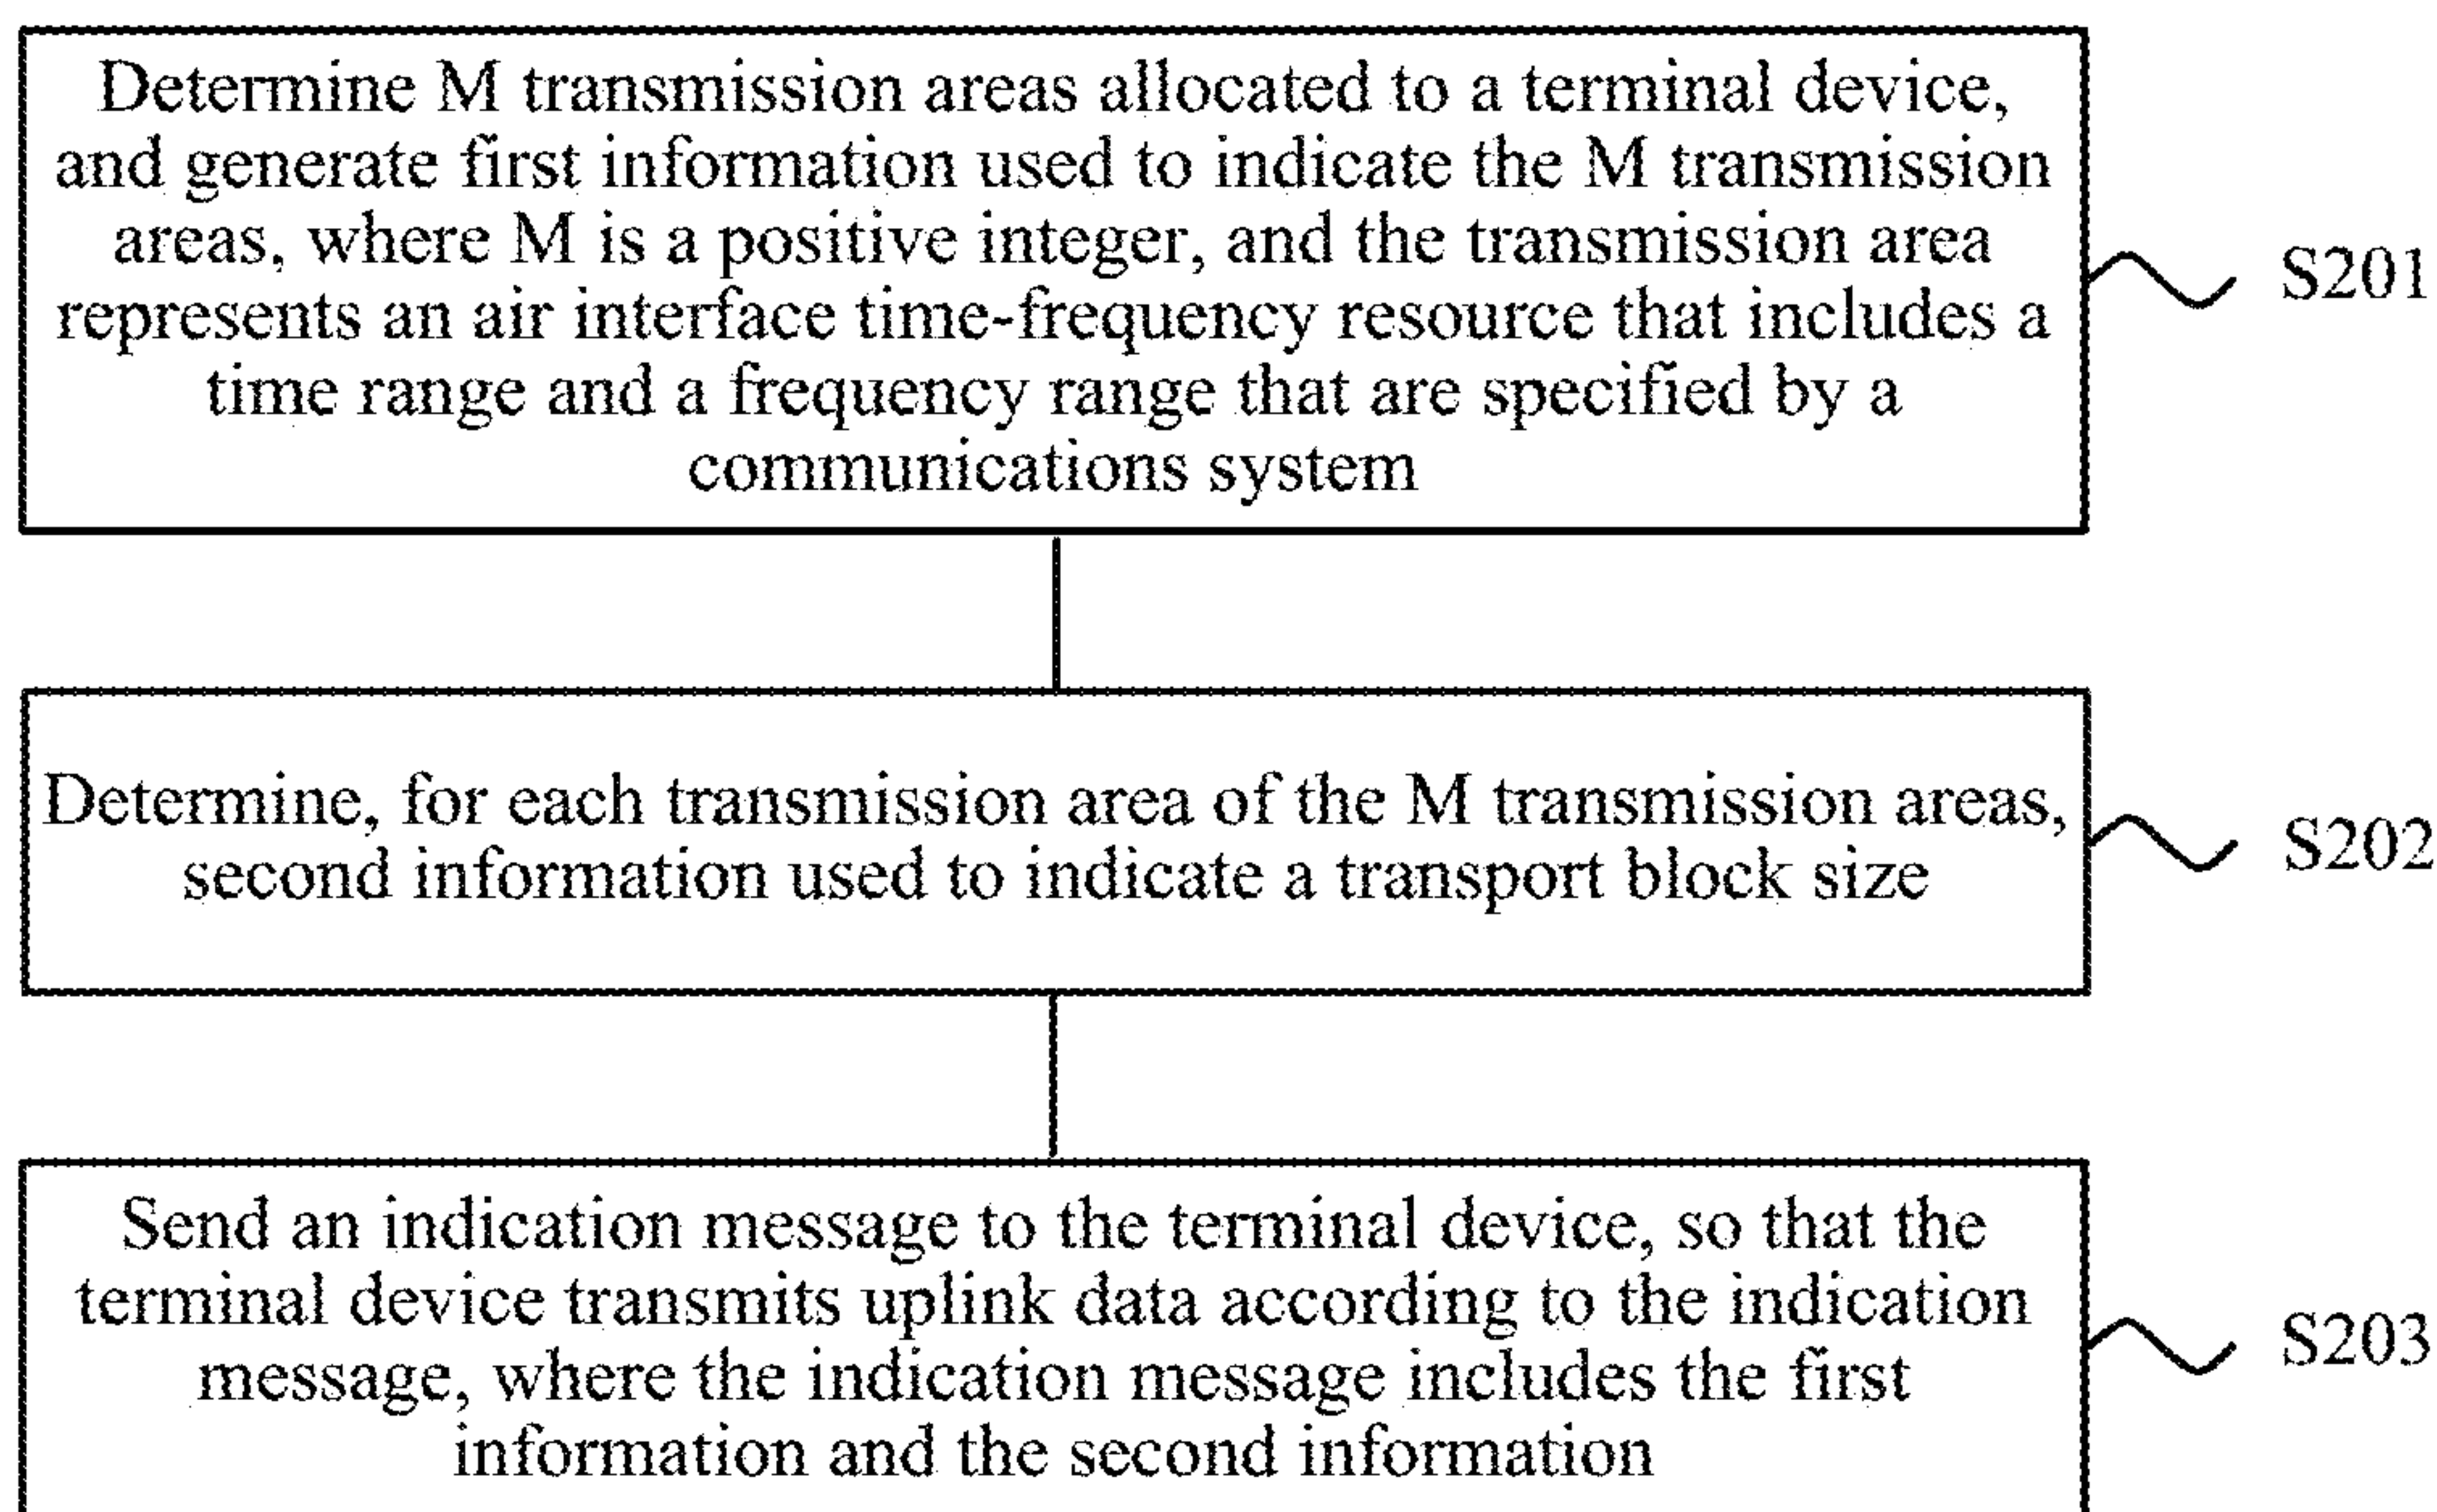 Determine M transmission areas allocated to a terminal device,
and generate first information used to indicate the M transmission
areas, where M is a positive integer, and the transmission area
represents an air interface time-frequency resource that includes a
time range and a frequency range that are specified by a
communications system
S201
Determine, for each transmission area of the M transmission areas,
second information used to indicate a transport block size
S202
Send an indication message to the terminal device, so that the
terminal device transmits uplink data according to the indication
message, where the indication message includes the first
information and the second information
S203